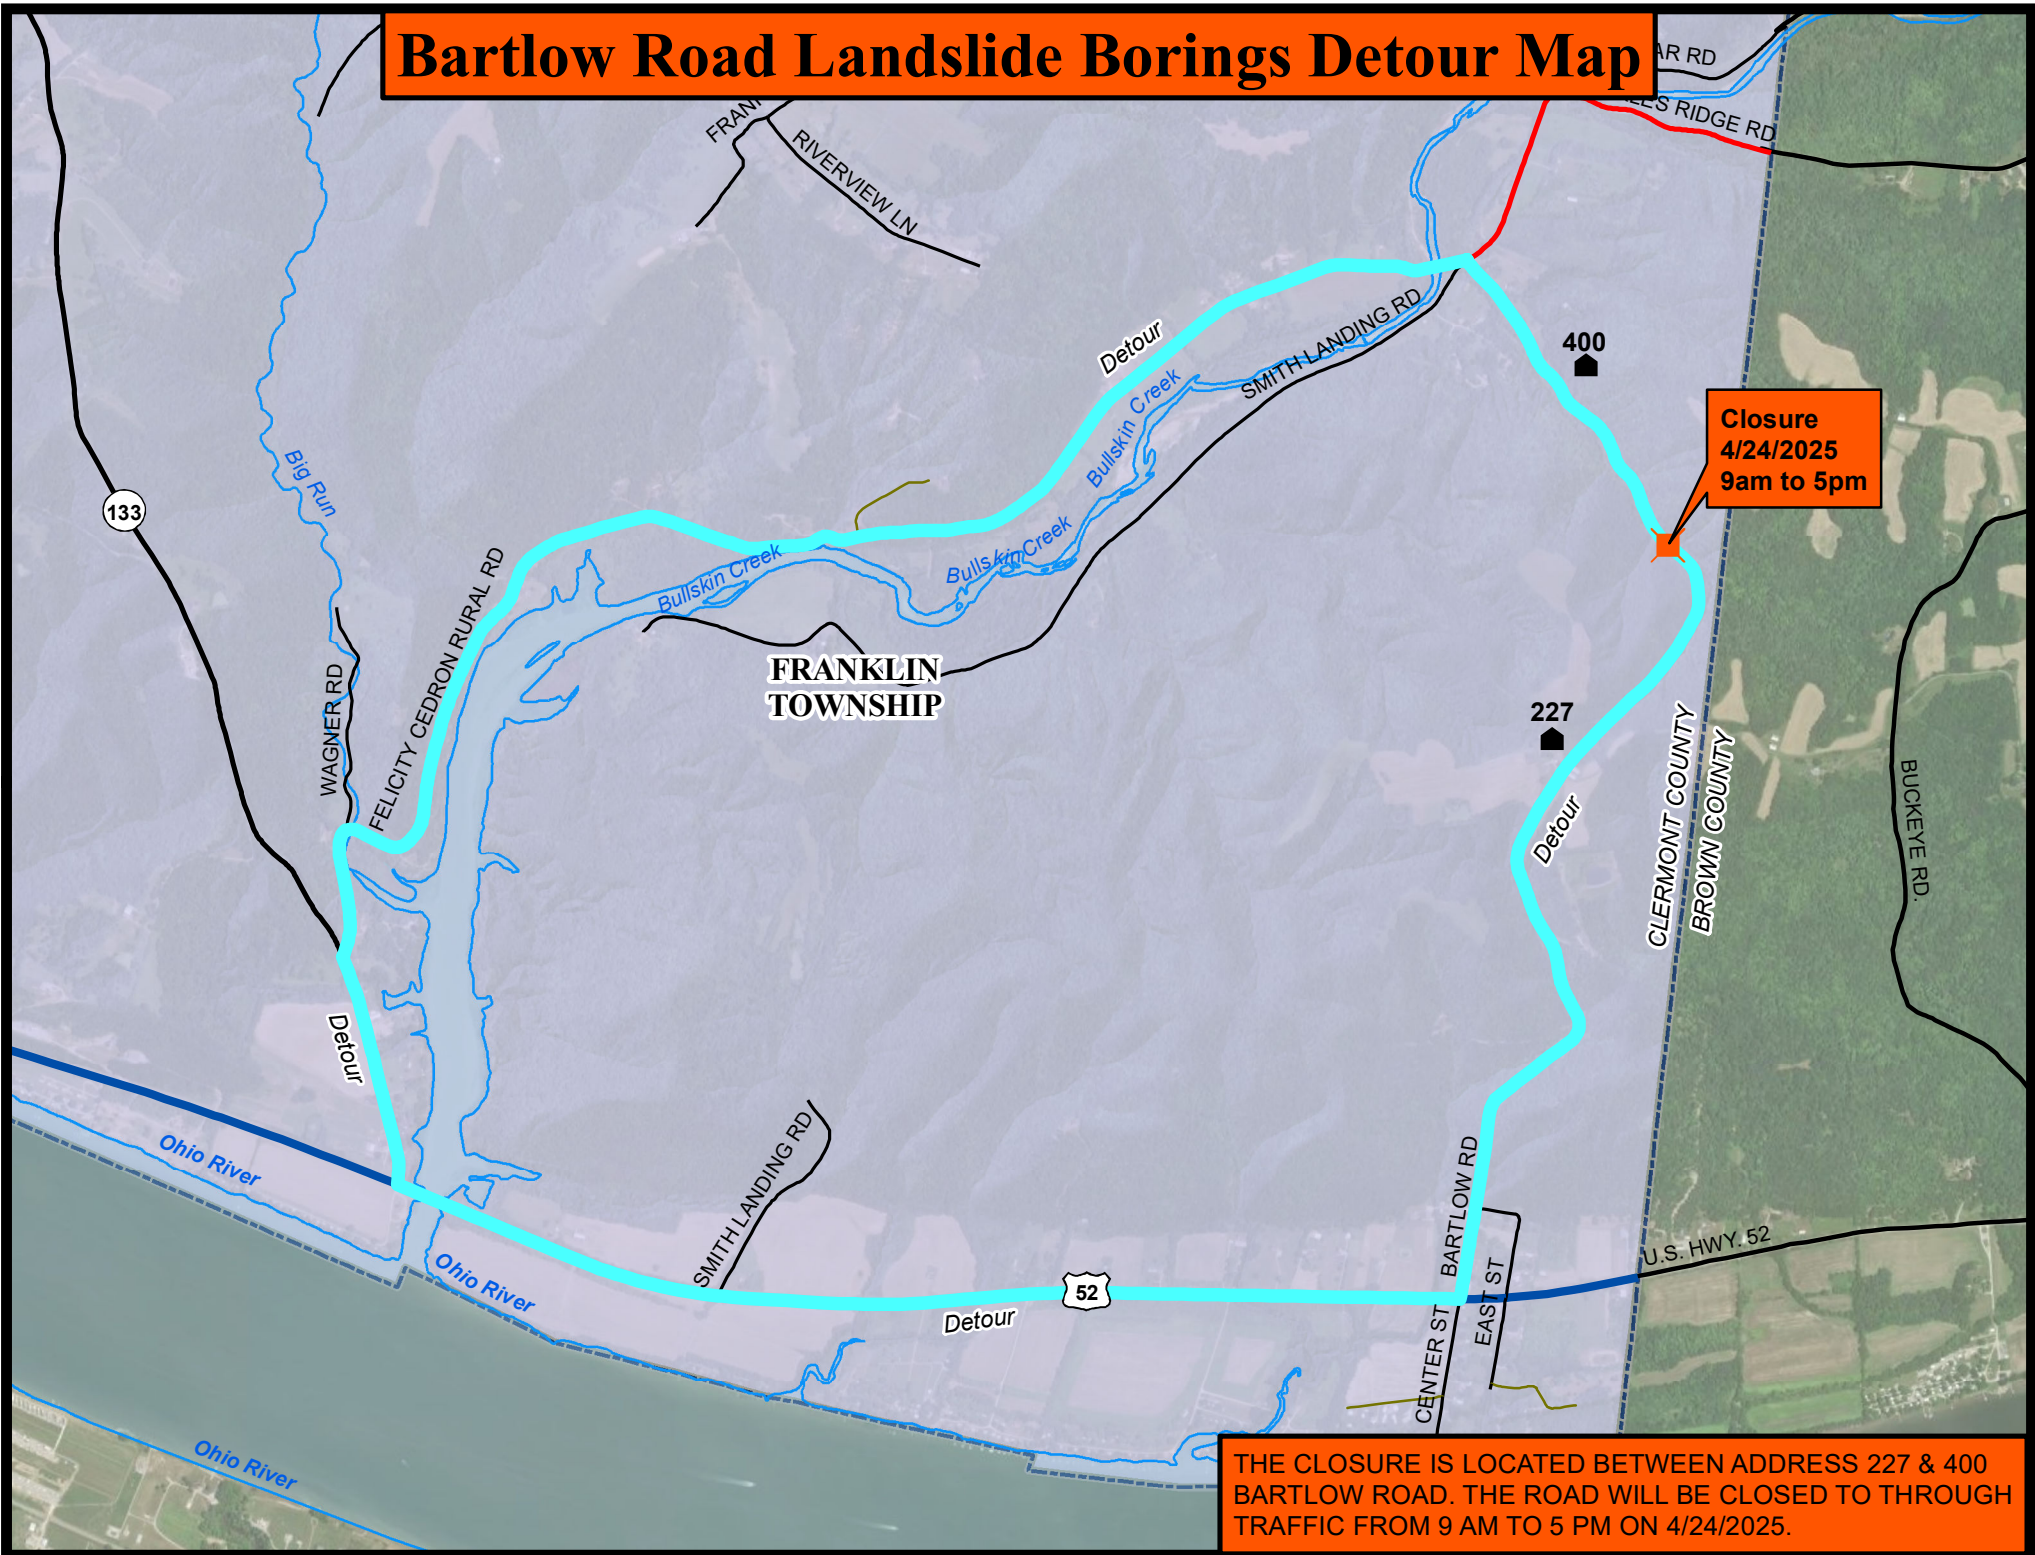 Bartlow Road Landslide Borings Detour Map
AR RD
RIDGE RD
RIVERVIEW LN
Detour
SMITH LANDING RD
400
Closure
4/24/2025
9am to 5pm
Bullskin Creek
Big Run
133
Bullskin Creek
Bullskin Creek
FELICITY CEDRON RURAL RD
WAGNER RD
FRANKLIN
TOWNSHIP
227
Detour
CLERMONT COUNTY
BROWN COUNTY
BUCKEYE RD.
Detour
Ohio River
Ohio River
SMITH LANDING RD
BARTLOW RD
U.S. HWY. 52
52
Detour
EAST ST
CENTER ST
Ohio River
THE CLOSURE IS LOCATED BETWEEN ADDRESS 227 & 400
BARTLOW ROAD. THE ROAD WILL BE CLOSED TO THROUGH
TRAFFIC FROM 9 AM TO 5 PM ON 4/24/2025.